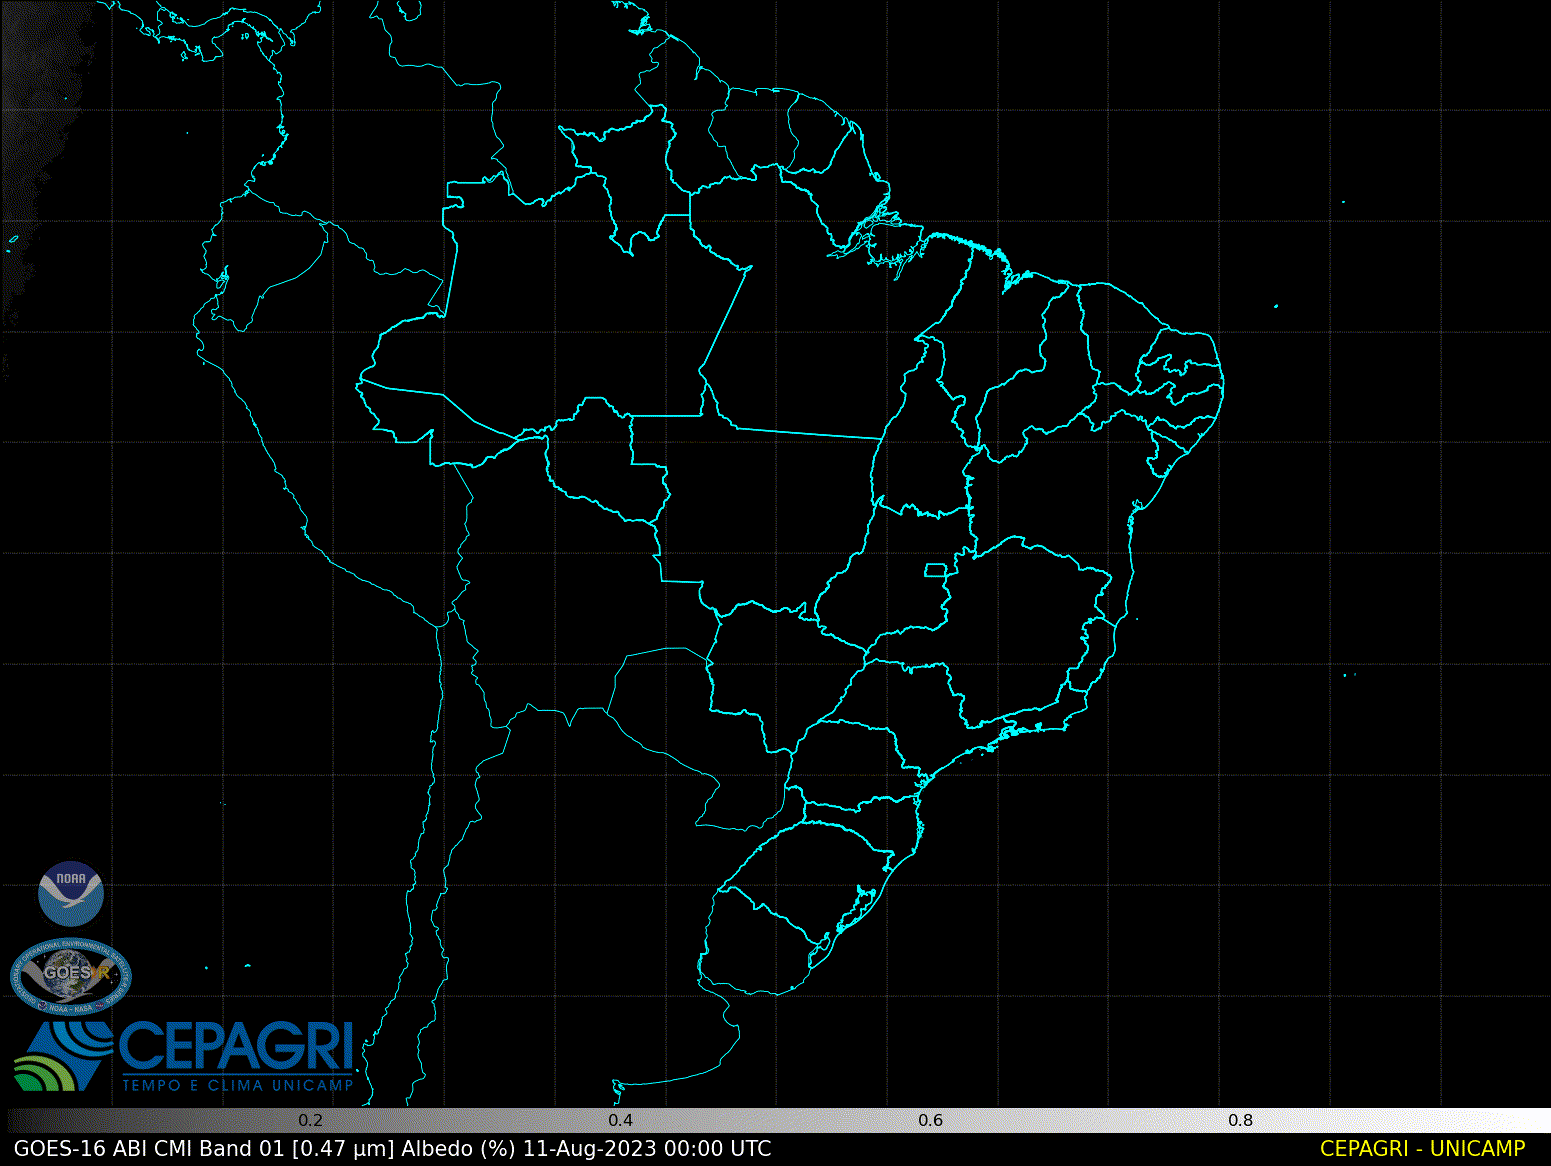 NOAA
GOES-R
NOAA - NASA
CEPAGRI
TEMPO E CLIMA UNICAMP
0.2 0.4 0.6 0.8
GOES-16 ABI CMI Band 01 [0.47 µm] Albedo (%) 11-Aug-2023 00:00 UTC
CEPAGRI - UNICAMP